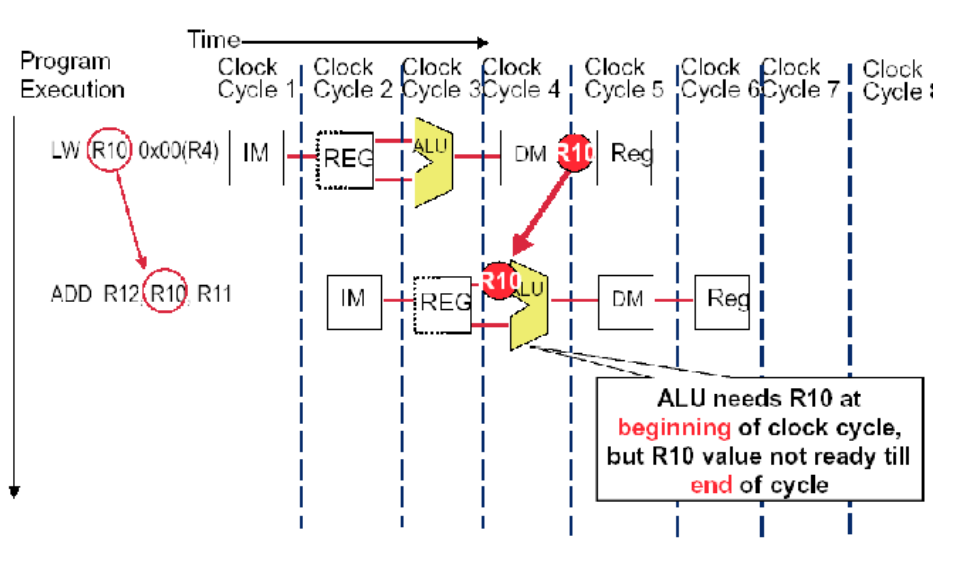 Time
Program
Execution
Clock
Cycle 1
Clock
Cycle 2
Clock
Cycle 3
Clock
Cycle 4
Clock
Cycle 5
Clock
Cycle 6
Clock
Cycle 7
Clock
Cycle
LW R10 0x00(R4)
IM
REG
ALU
DM
R10
Reg
ADD R12, R10, R11
IM
REG
R10
ALU
DM
Reg
ALU needs R10 at
beginning of clock cycle,
but R10 value not ready till
end of cycle